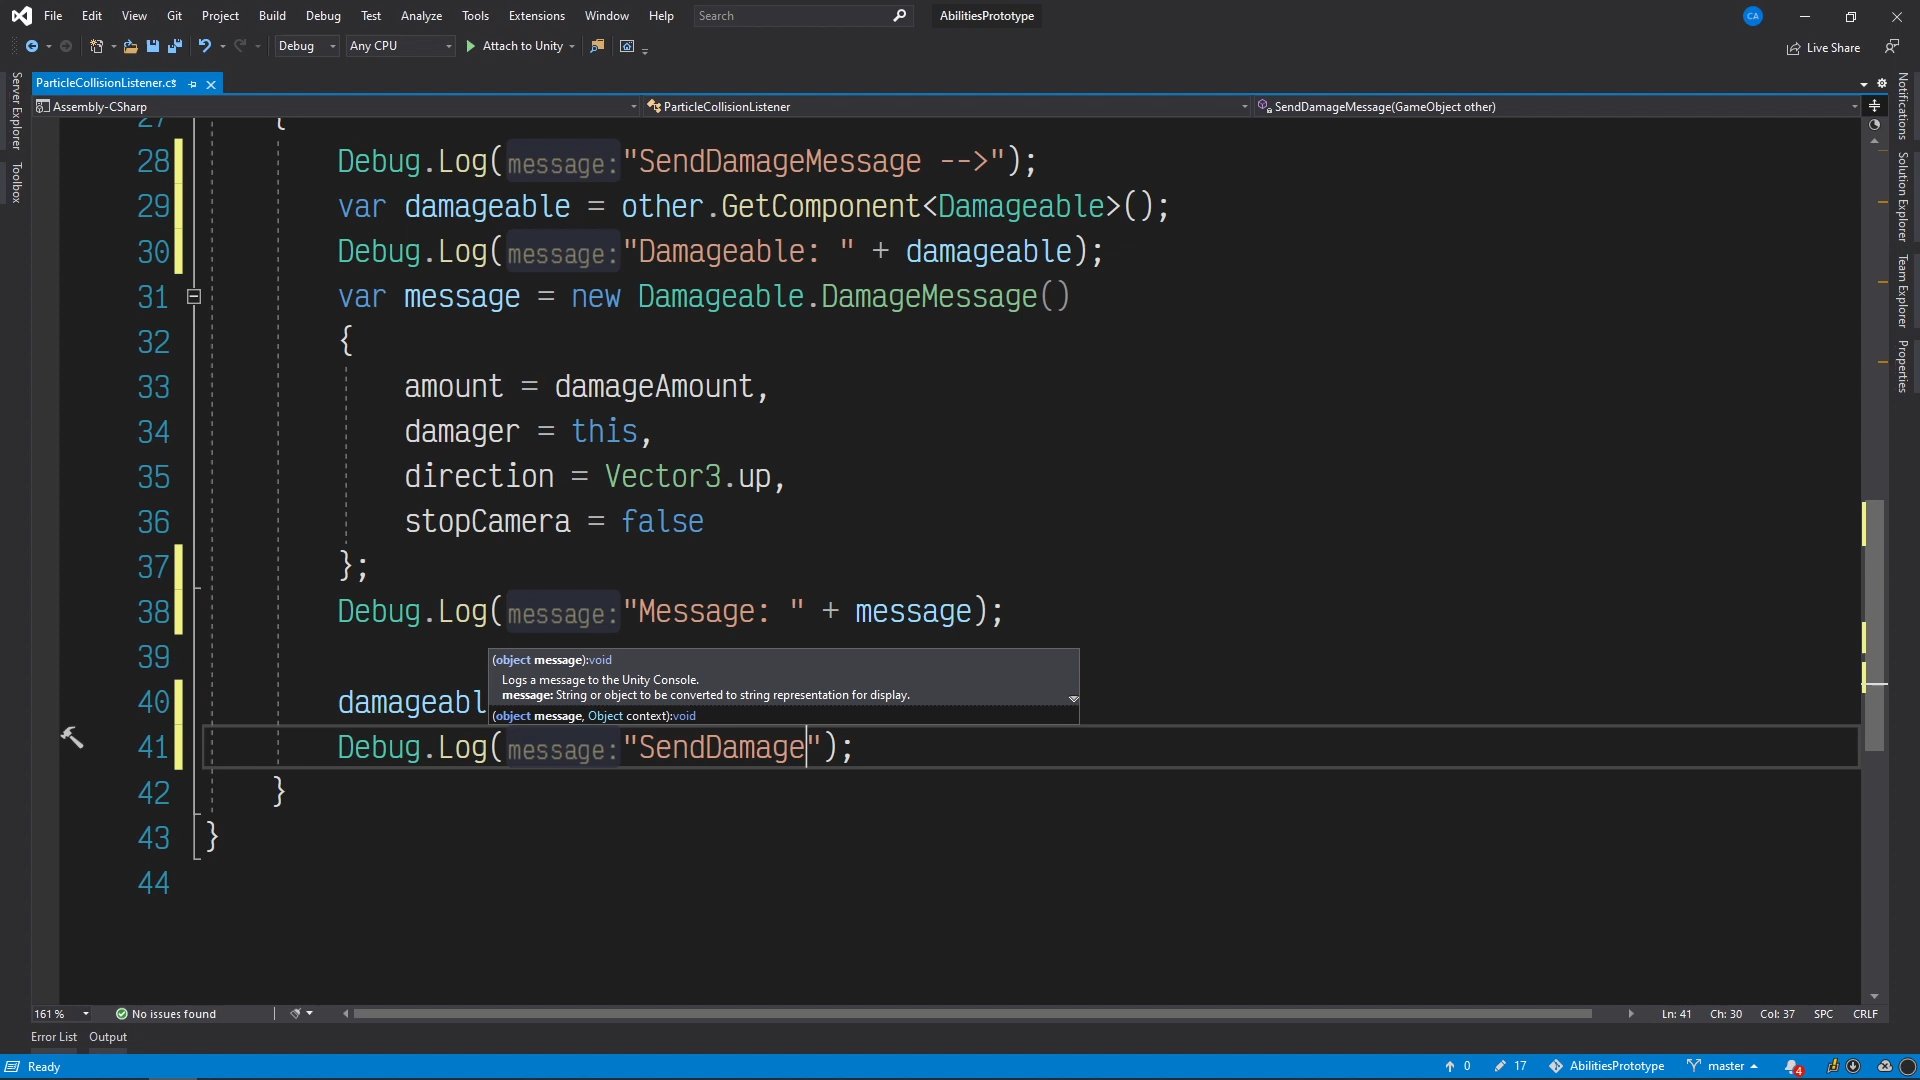 File Edit View Git Project Build Debug Test Analyze Tools Extensions Window Help Search AbilitiesPrototype CA
Debug Any CPU Attach to Unity Live Share
ParticleCollisionListener.cs*
Assembly-CSharp ParticleCollisionListener SendDamageMessage(GameObject other)
Server Explorer
Toolbox
Notifications
Solution Explorer
Team Explorer
Properties
27 {
28 Debug.Log(message:"SendDamageMessage -->");
29 var damageable = other.GetComponent<Damageable>();
30 Debug.Log(message:"Damageable: " + damageable);
31 var message = new Damageable.DamageMessage()
32 {
33 amount = damageAmount,
34 damager = this,
35 direction = Vector3.up,
36 stopCamera = false
37 };
38 Debug.Log(message:"Message: " + message);
39
(object message):void
Logs a message to the Unity Console.
message: String or object to be converted to string representation for display.
(object message, Object context):void
40 damageabl
41 Debug.Log(message:"SendDamage");
42 }
43 }
44
161 % No issues found Ln: 41 Ch: 30 Col: 37 SPC CRLF
Error List Output
Ready 0 17 AbilitiesPrototype master 4